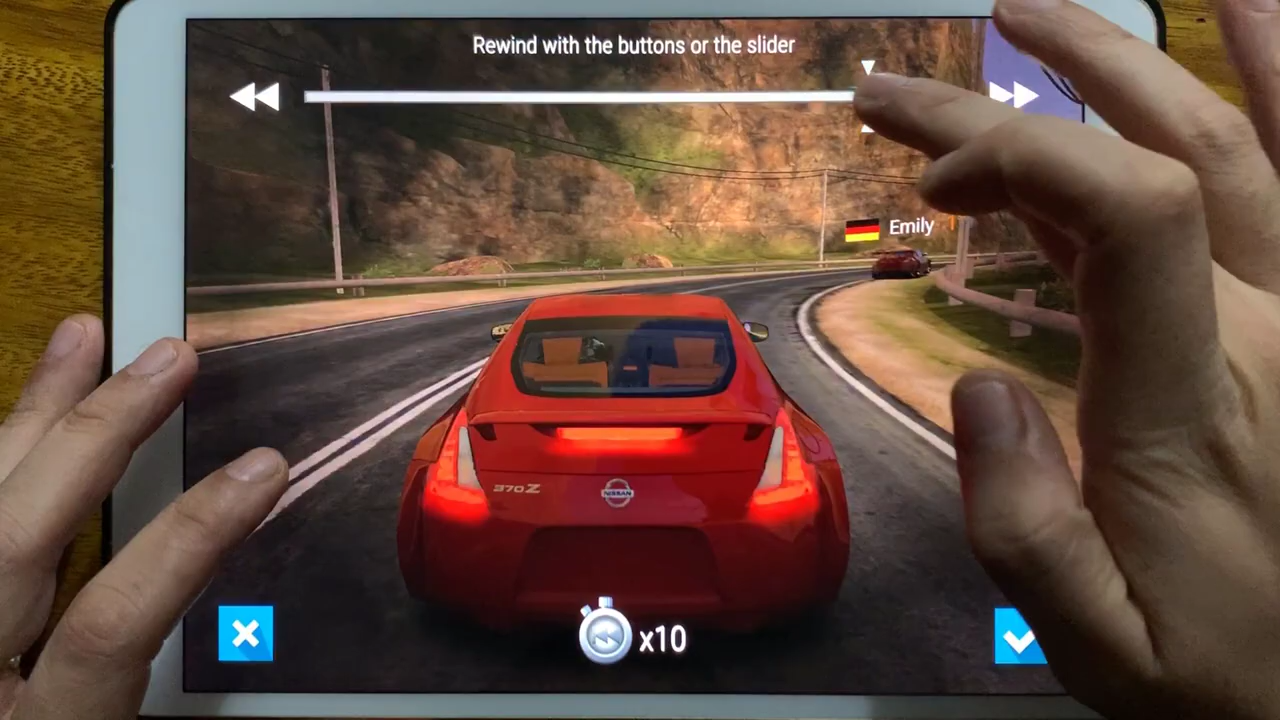 Rewind with the buttons or the slider
Emily
370Z
NISSAN
x10